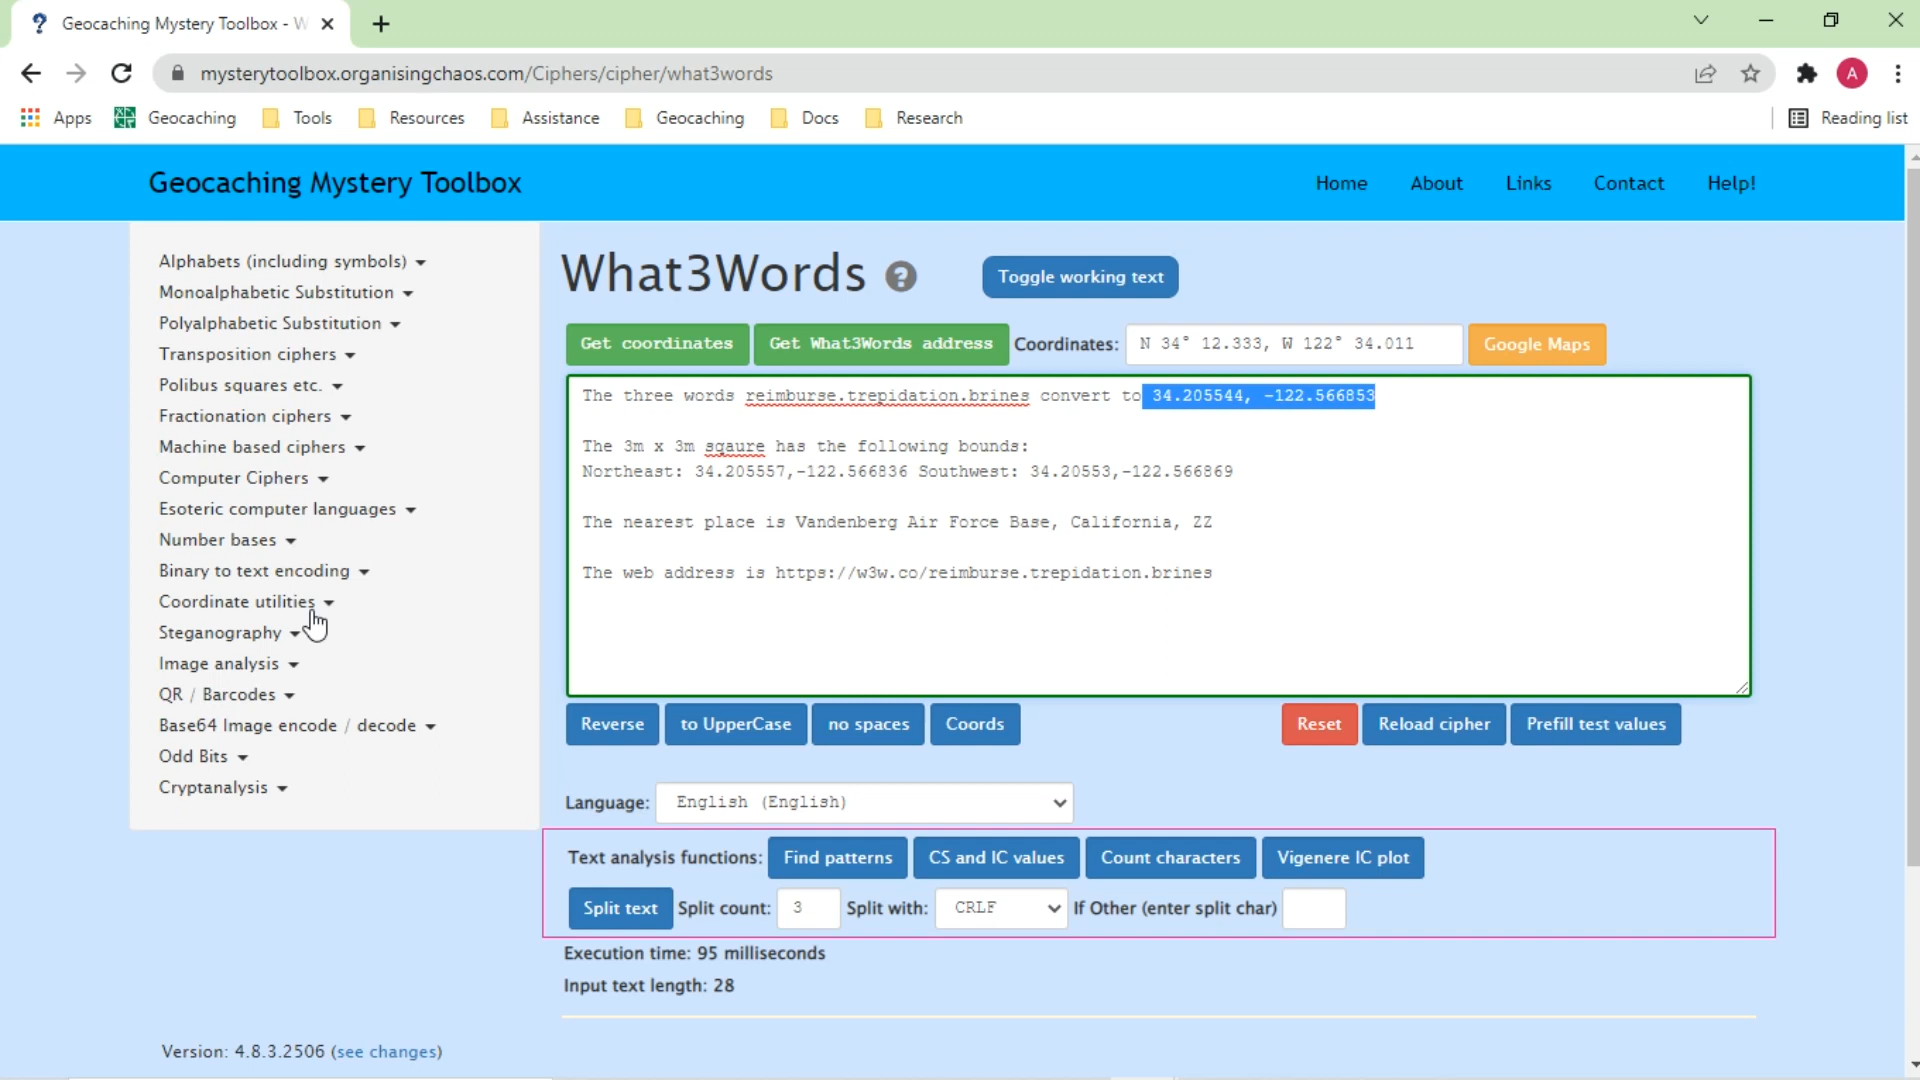 Geocaching Mystery Toolbox - W
mysterytoolbox.organisingchaos.com/Ciphers/cipher/what3words
A
Apps
Geocaching
Tools
Resources
Assistance
Geocaching
Docs
Research
Reading list
Geocaching Mystery Toolbox
Home
About
Links
Contact
Help!
Alphabets (including symbols)
Monoalphabetic Substitution
Polyalphabetic Substitution
Transposition ciphers
Polibus squares etc.
Fractionation ciphers
Machine based ciphers
Computer Ciphers
Esoteric computer languages
Number bases
Binary to text encoding
Coordinate utilities
Steganography
Image analysis
QR / Barcodes
Base64 Image encode / decode
Odd Bits
Cryptanalysis
Version: 4.8.3.2506 (see changes)
What3Words ?
Toggle working text
Get coordinates
Get What3Words address
Coordinates:
N 34° 12.333, W 122° 34.011
Google Maps
The three words reimburse.trepidation.brines convert to 34.205544, -122.566853
The 3m x 3m sqaure has the following bounds:
Northeast: 34.205557,-122.566836 Southwest: 34.20553,-122.566869
The nearest place is Vandenberg Air Force Base, California, ZZ
The web address is https://w3w.co/reimburse.trepidation.brines
Reverse
to UpperCase
no spaces
Coords
Reset
Reload cipher
Prefill test values
Language:
English (English)
Text analysis functions:
Find patterns
CS and IC values
Count characters
Vigenere IC plot
Split text
Split count:
3
Split with:
CRLF
If Other (enter split char)
Execution time: 95 milliseconds
Input text length: 28